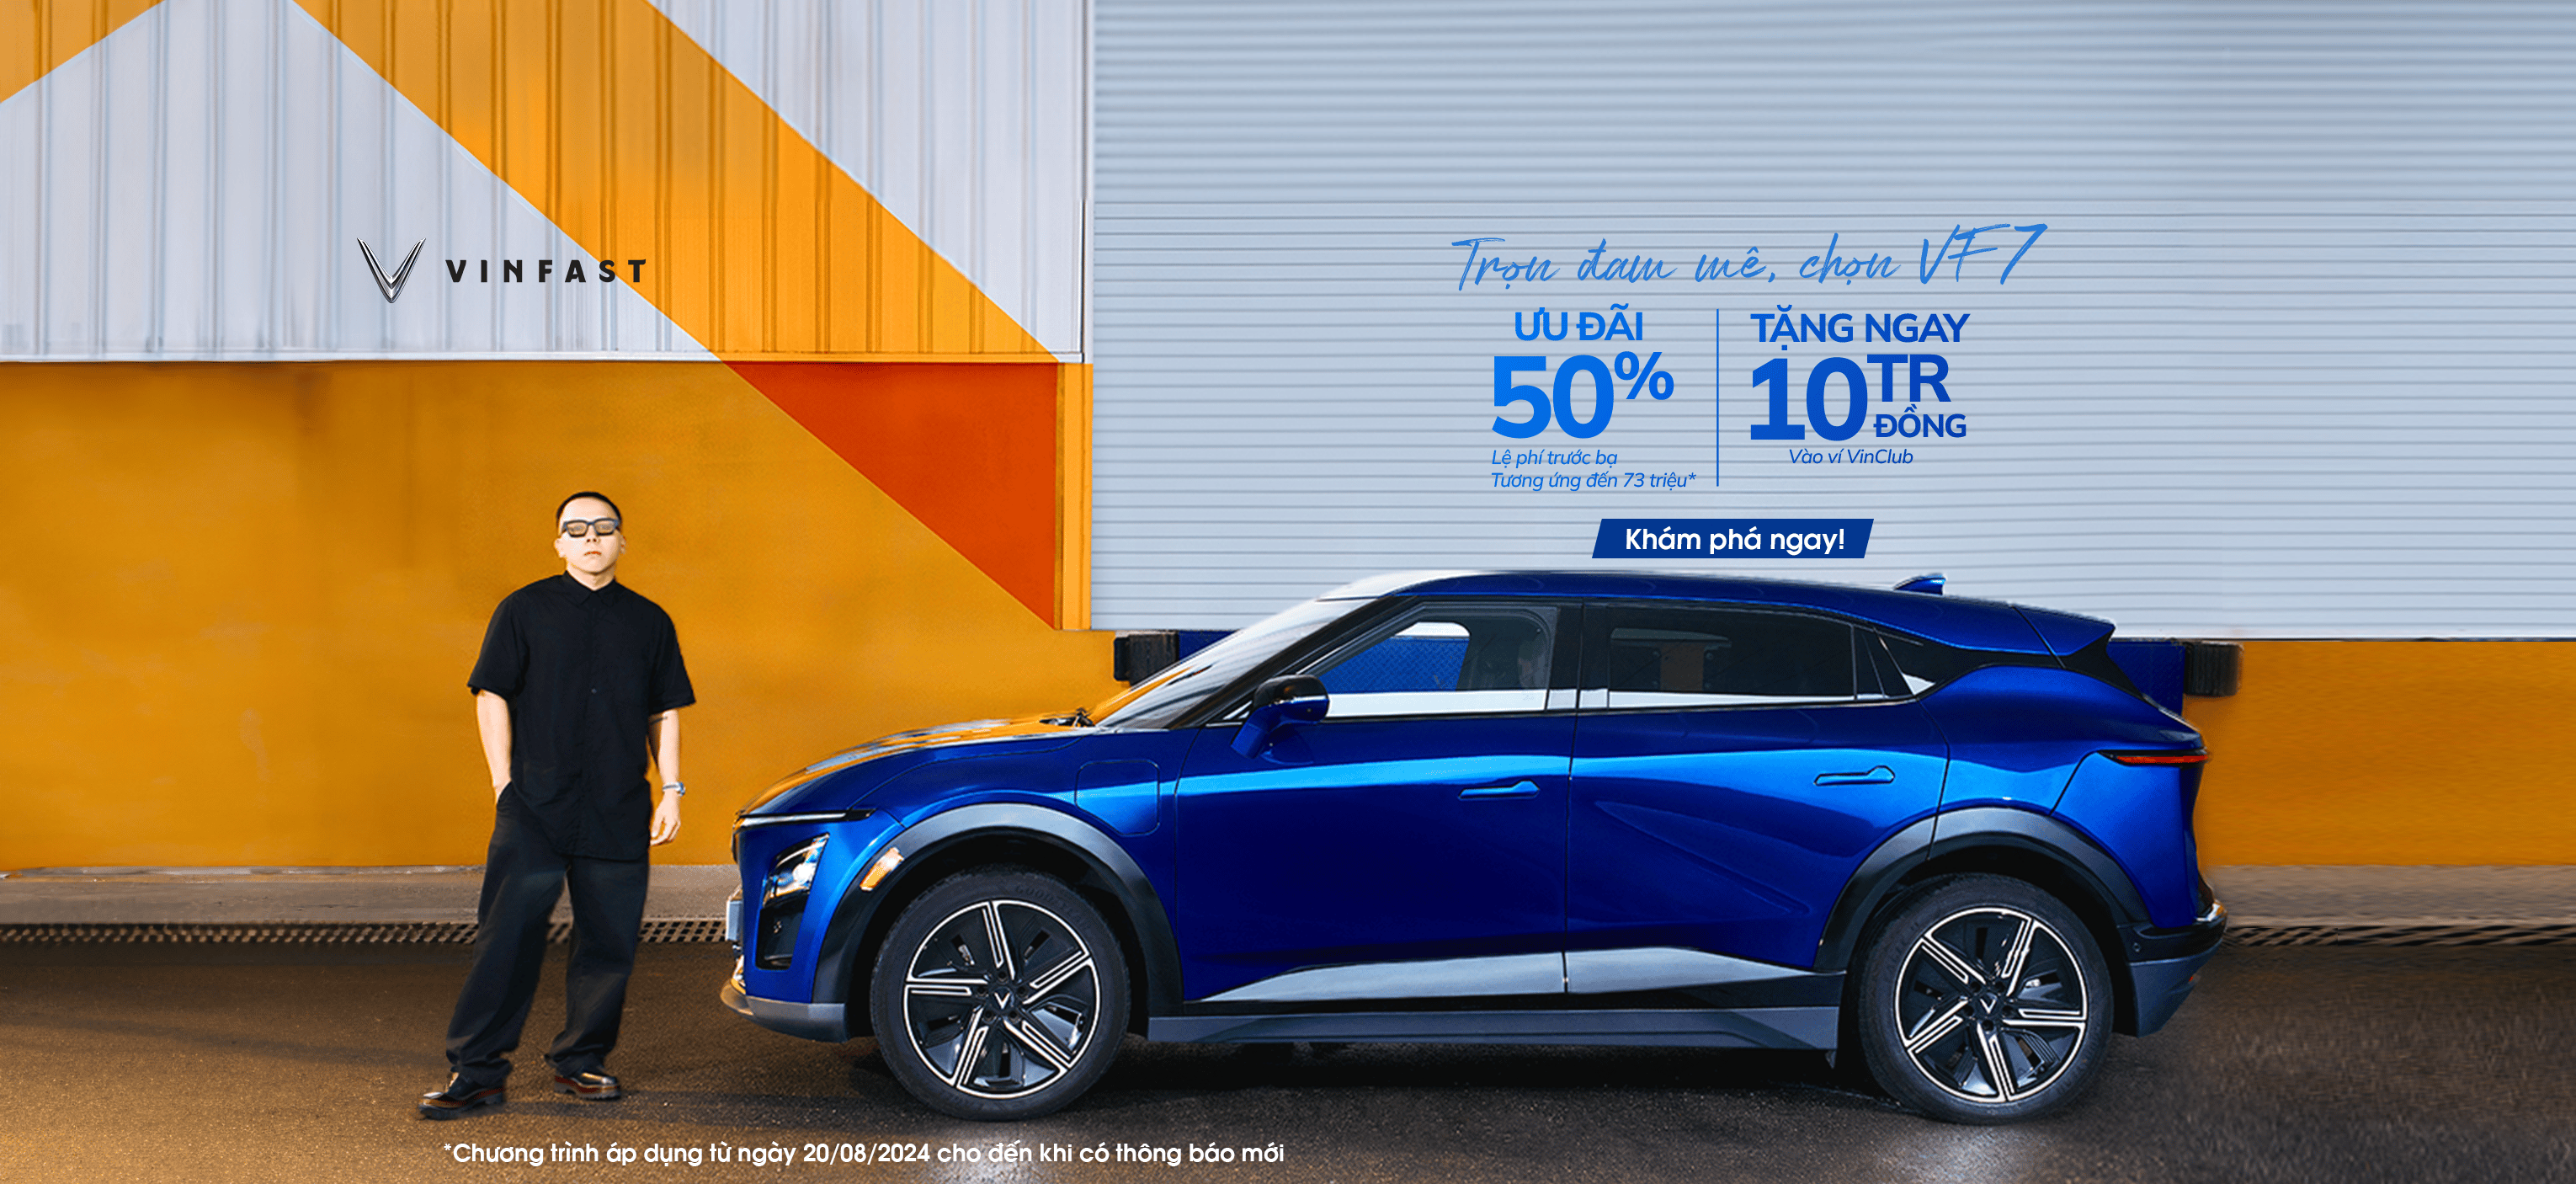 VINFAST
Trọn đam mê, chọn VF7
ƯU ĐÃI
50%
Lệ phí trước bạ
Tương ứng đến 73 triệu*
TẶNG NGAY
10TR
ĐỒNG
Vào ví VinClub
Khám phá ngay!
*Chương trình áp dụng từ ngày 20/08/2024 cho đến khi có thông báo mới